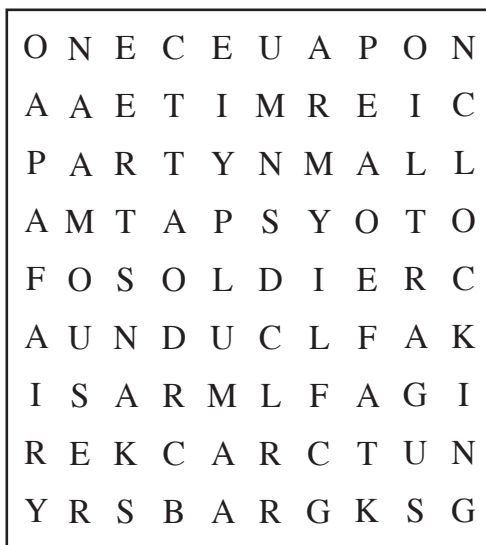 O N E C E U A P O N
A A E T I M R E I C
P A R T Y N M A L L
A M T A P S Y O T O
F O S O L D I E R C
A U N D U C L F A K
I S A R M L F A G I
R E K C A R C T U N
Y R S B A R G K S G